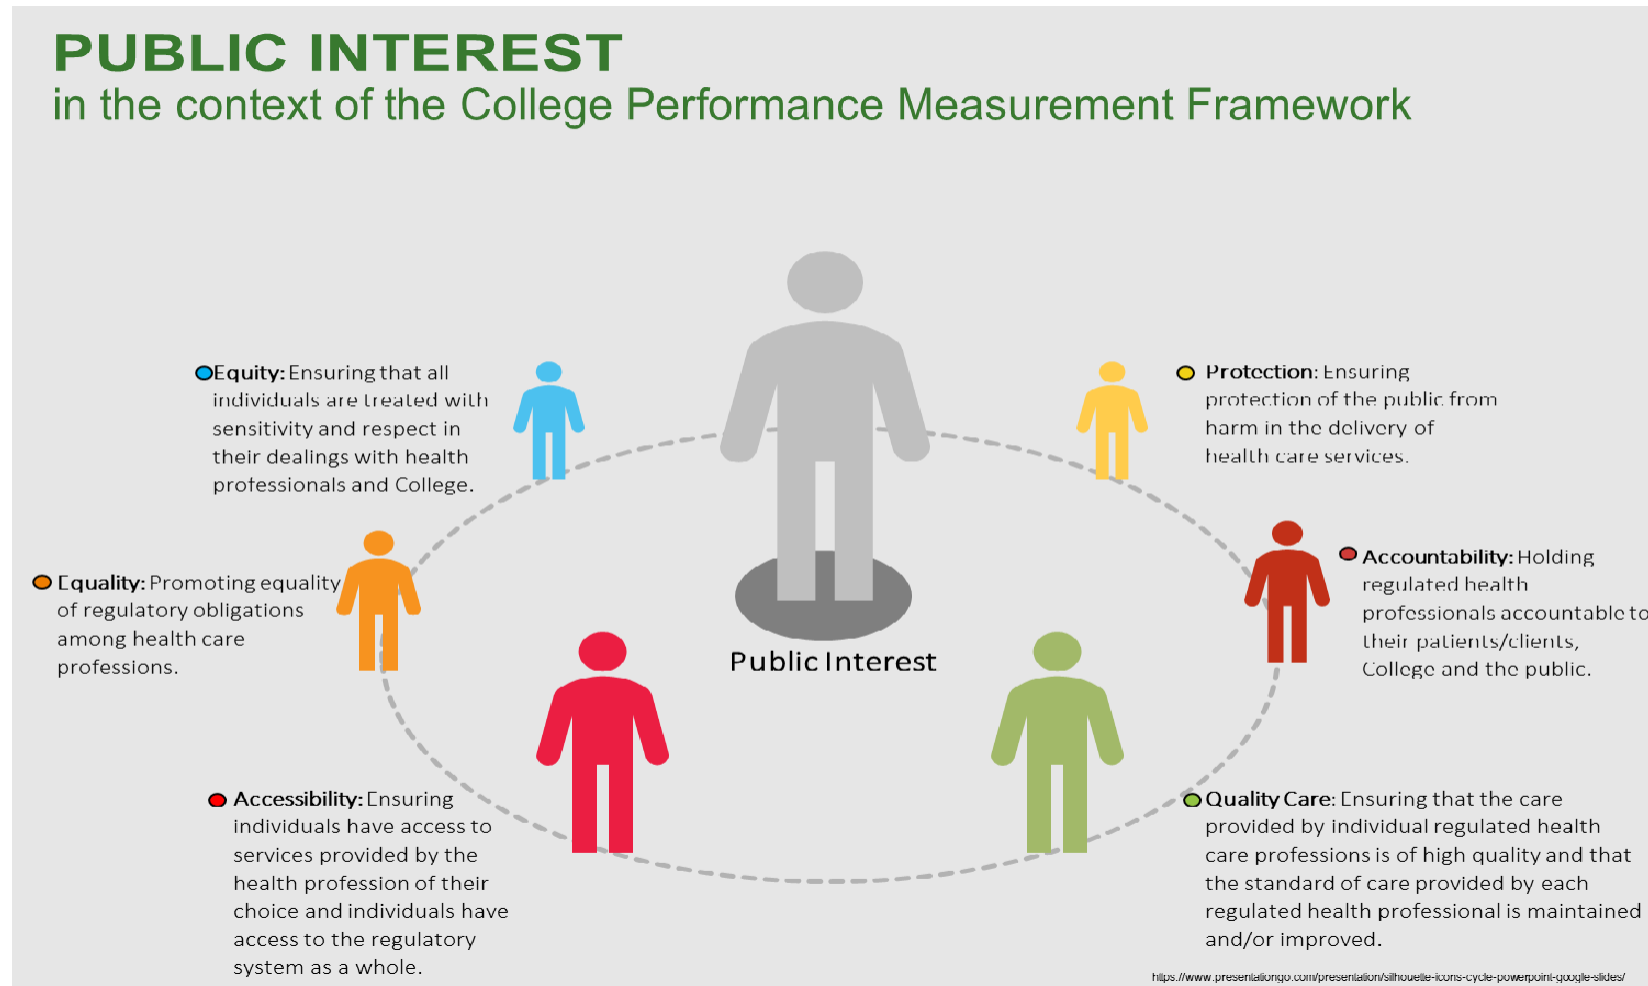 PUBLIC INTEREST
in the context of the College Performance Measurement Framework
Equity: Ensuring that all
individuals are treated with
sensitivity and respect in
their dealings with health
professionals and College.
Protection: Ensuring
protection of the public from
harm in the delivery of
health care services.
Equality: Promoting equality
of regulatory obligations
among health care
professions.
Accountability: Holding
regulated health
professionals accountable to
their patients/clients,
College and the public.
Public Interest
Accessibility: Ensuring
individuals have access to
services provided by the
health profession of their
choice and individuals have
access to the regulatory
system as a whole.
Quality Care: Ensuring that the care
provided by individual regulated health
care professions is of high quality and that
the standard of care provided by each
regulated health professional is maintained
and/or improved.
https://www.presentationgo.com/presentation/silhouette-icons-cycle-powerpoint-google-slides/